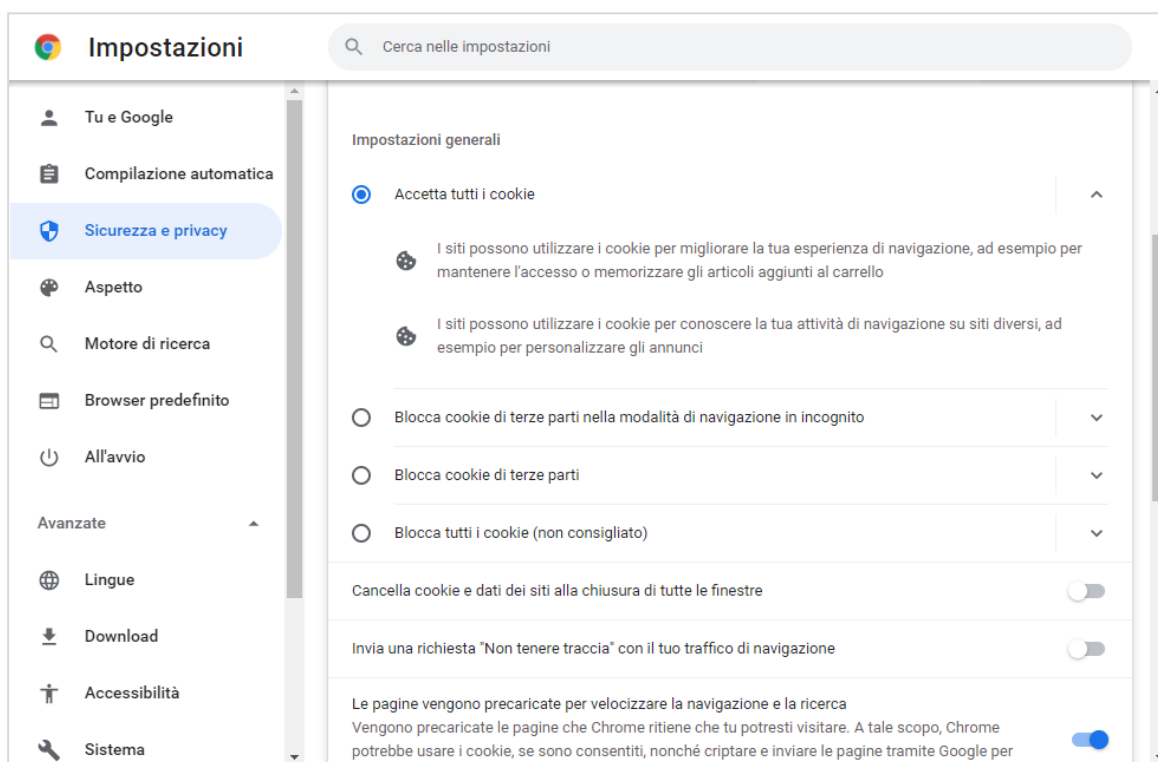 Impostazioni
Cerca nelle impostazioni
Tu e Google
Compilazione automatica
Sicurezza e privacy
Aspetto
Motore di ricerca
Browser predefinito
All'avvio
Avanzate
Lingue
Download
Accessibilità
Sistema
Impostazioni generali
Accetta tutti i cookie
I siti possono utilizzare i cookie per migliorare la tua esperienza di navigazione, ad esempio per
mantenere l'accesso o memorizzare gli articoli aggiunti al carrello
I siti possono utilizzare i cookie per conoscere la tua attività di navigazione su siti diversi, ad
esempio per personalizzare gli annunci
Blocca cookie di terze parti nella modalità di navigazione in incognito
Blocca cookie di terze parti
Blocca tutti i cookie (non consigliato)
Cancella cookie e dati dei siti alla chiusura di tutte le finestre
Invia una richiesta "Non tenere traccia" con il tuo traffico di navigazione
Le pagine vengono precaricate per velocizzare la navigazione e la ricerca
Vengono precaricate le pagine che Chrome ritiene che tu potresti visitare. A tale scopo, Chrome
potrebbe usare i cookie, se sono consentiti, nonché criptare e inviare le pagine tramite Google per